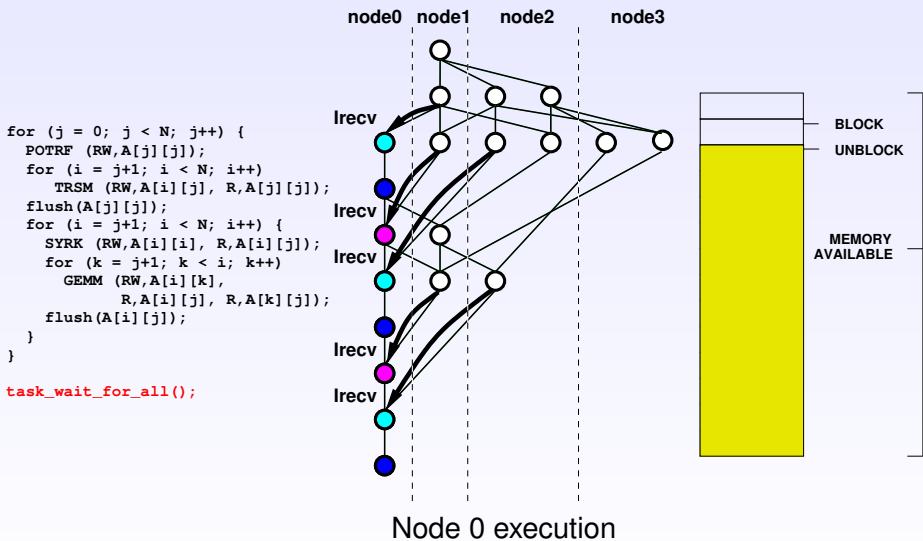 node0 node1 node2 node3
for (j = 0; j < N; j++) {
  POTRF (RW,A[j][j]);
  for (i = j+1; i < N; i++)
     TRSM (RW,A[i][j], R,A[j][j]);
  flush(A[j][j]);
  for (i = j+1; i < N; i++) {
    SYRK (RW,A[i][i], R,A[i][j]);
    for (k = j+1; k < i; k++)
      GEMM (RW,A[i][k],
            R,A[i][j], R,A[k][j]);
    flush(A[i][j]);
  }
}
task_wait_for_all();
Irecv
Irecv
Irecv
Irecv
Irecv
BLOCK
UNBLOCK
MEMORY
AVAILABLE
Node 0 execution